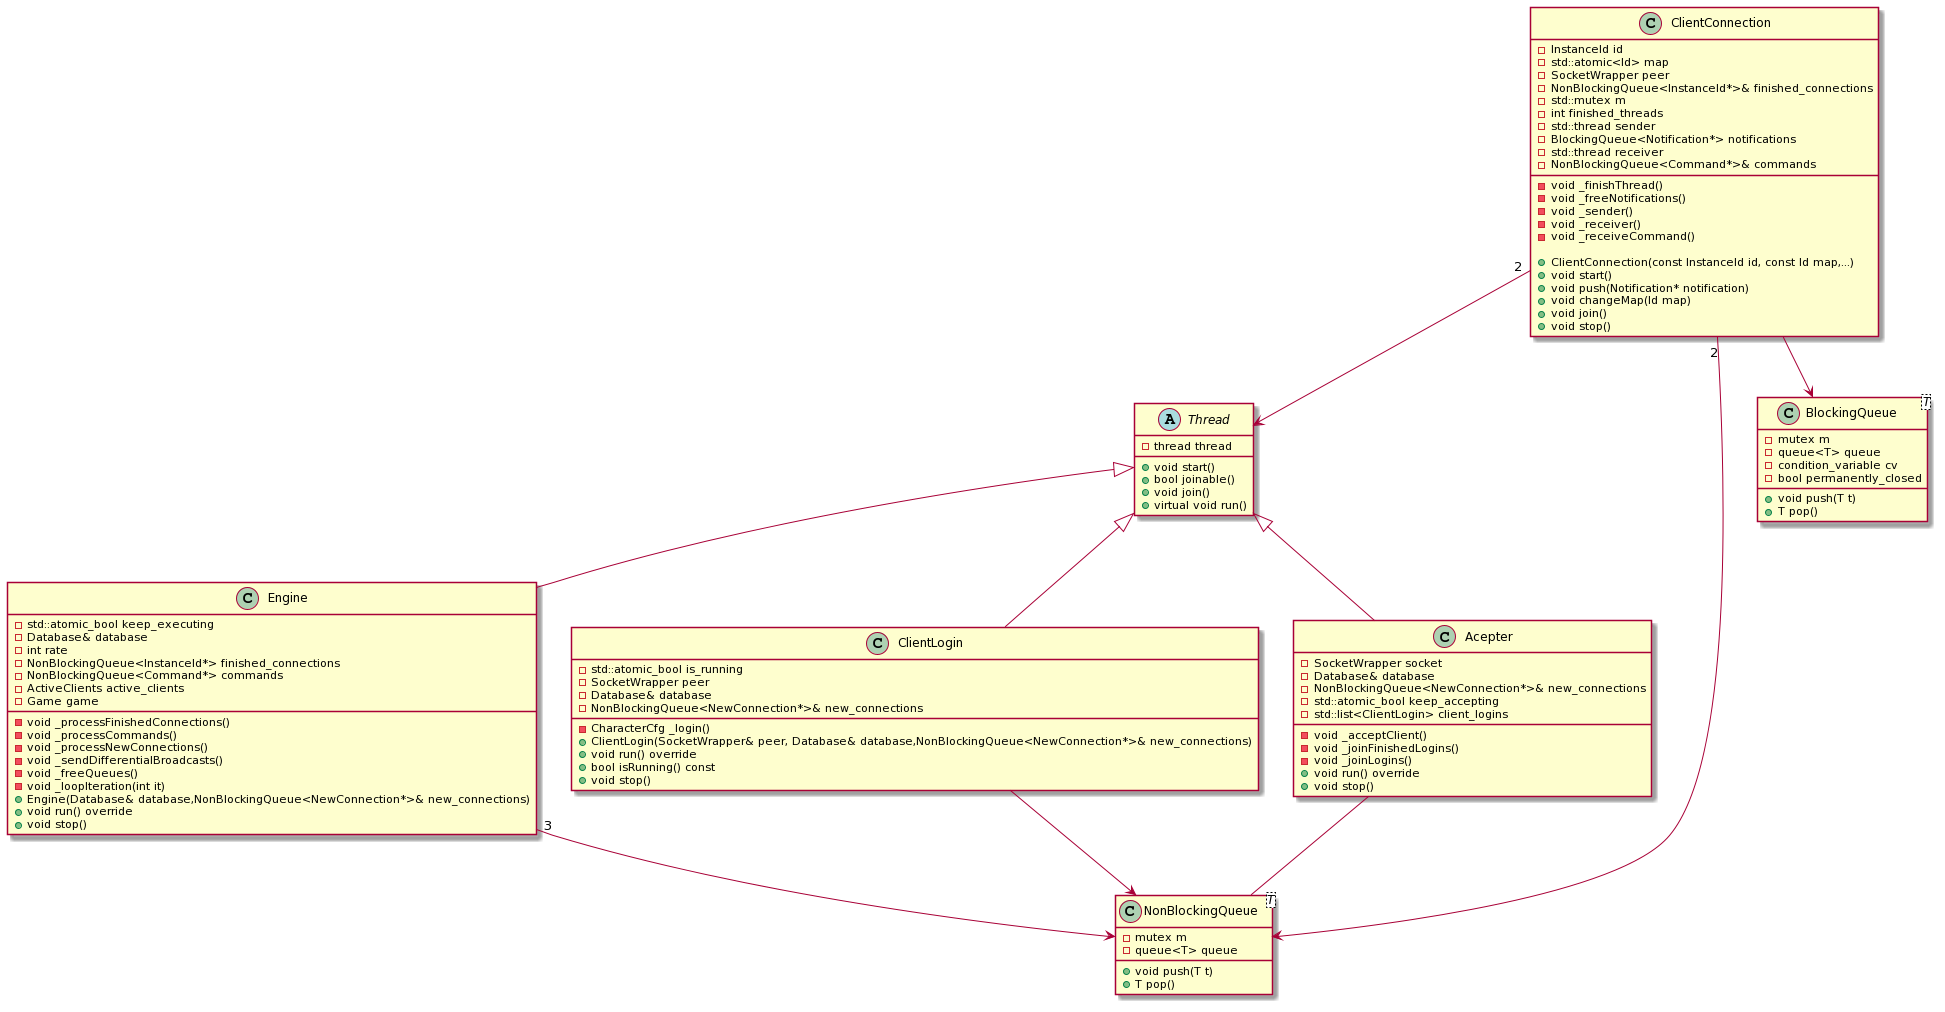 C ClientConnection
InstanceId id
std::atomic<Id> map
SocketWrapper peer
NonBlockingQueue<InstanceId*>& finished_connections
std::mutex m
int finished_threads
std::thread sender
BlockingQueue<Notification*> notifications
std::thread receiver
NonBlockingQueue<Command*>& commands
void _finishThread()
void _freeNotifications()
void _sender()
void _receiver()
void _receiveCommand()
ClientConnection(const InstanceId id, const Id map,...)
void start()
void push(Notification* notification)
void changeMap(Id map)
void join()
void stop()
2
2
A Thread
thread thread
void start()
bool joinable()
void join()
virtual void run()
C BlockingQueue T
mutex m
queue<T> queue
condition_variable cv
bool permanently_closed
void push(T t)
T pop()
C Engine
std::atomic_bool keep_executing
Database& database
int rate
NonBlockingQueue<InstanceId*> finished_connections
NonBlockingQueue<Command*> commands
ActiveClients active_clients
Game game
void _processFinishedConnections()
void _processCommands()
void _processNewConnections()
void _sendDifferentialBroadcasts()
void _freeQueues()
void _loopIteration(int it)
Engine(Database& database,NonBlockingQueue<NewConnection*>& new_connections)
void run() override
void stop()
3
C ClientLogin
std::atomic_bool is_running
SocketWrapper peer
Database& database
NonBlockingQueue<NewConnection*>& new_connections
CharacterCfg _login()
ClientLogin(SocketWrapper& peer, Database& database,NonBlockingQueue<NewConnection*>& new_connections)
void run() override
bool isRunning() const
void stop()
C Acepter
SocketWrapper socket
Database& database
NonBlockingQueue<NewConnection*>& new_connections
std::atomic_bool keep_accepting
std::list<ClientLogin> client_logins
void _acceptClient()
void _joinFinishedLogins()
void _joinLogins()
void run() override
void stop()
C NonBlockingQueue T
mutex m
queue<T> queue
void push(T t)
T pop()